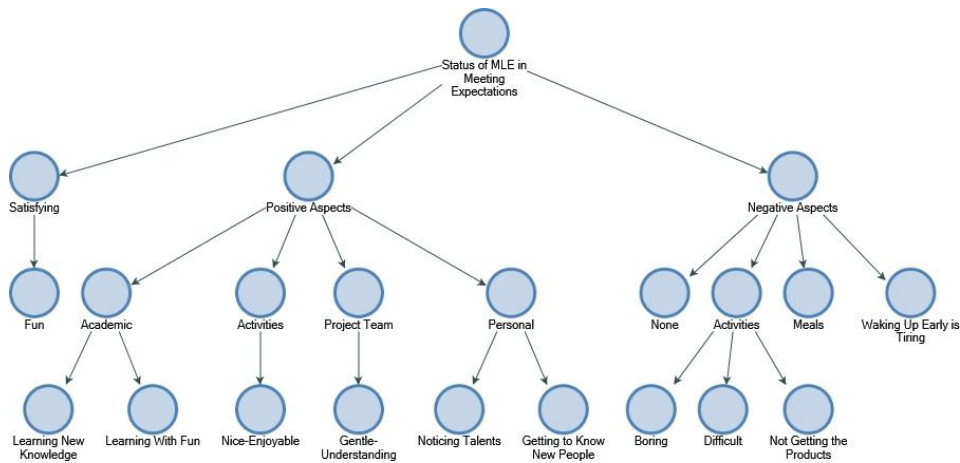 Status of MLE in
Meeting
Expectations
Satisfying
Positive Aspects
Negative Aspects
Fun
Academic
Activities
Project Team
Personal
None
Activities
Meals
Waking Up Early is
Tiring
Learning New
Knowledge
Learning With Fun
Nice-Enjoyable
Gentle-
Understanding
Noticing Talents
Getting to Know
New People
Boring
Difficult
Not Getting the
Products